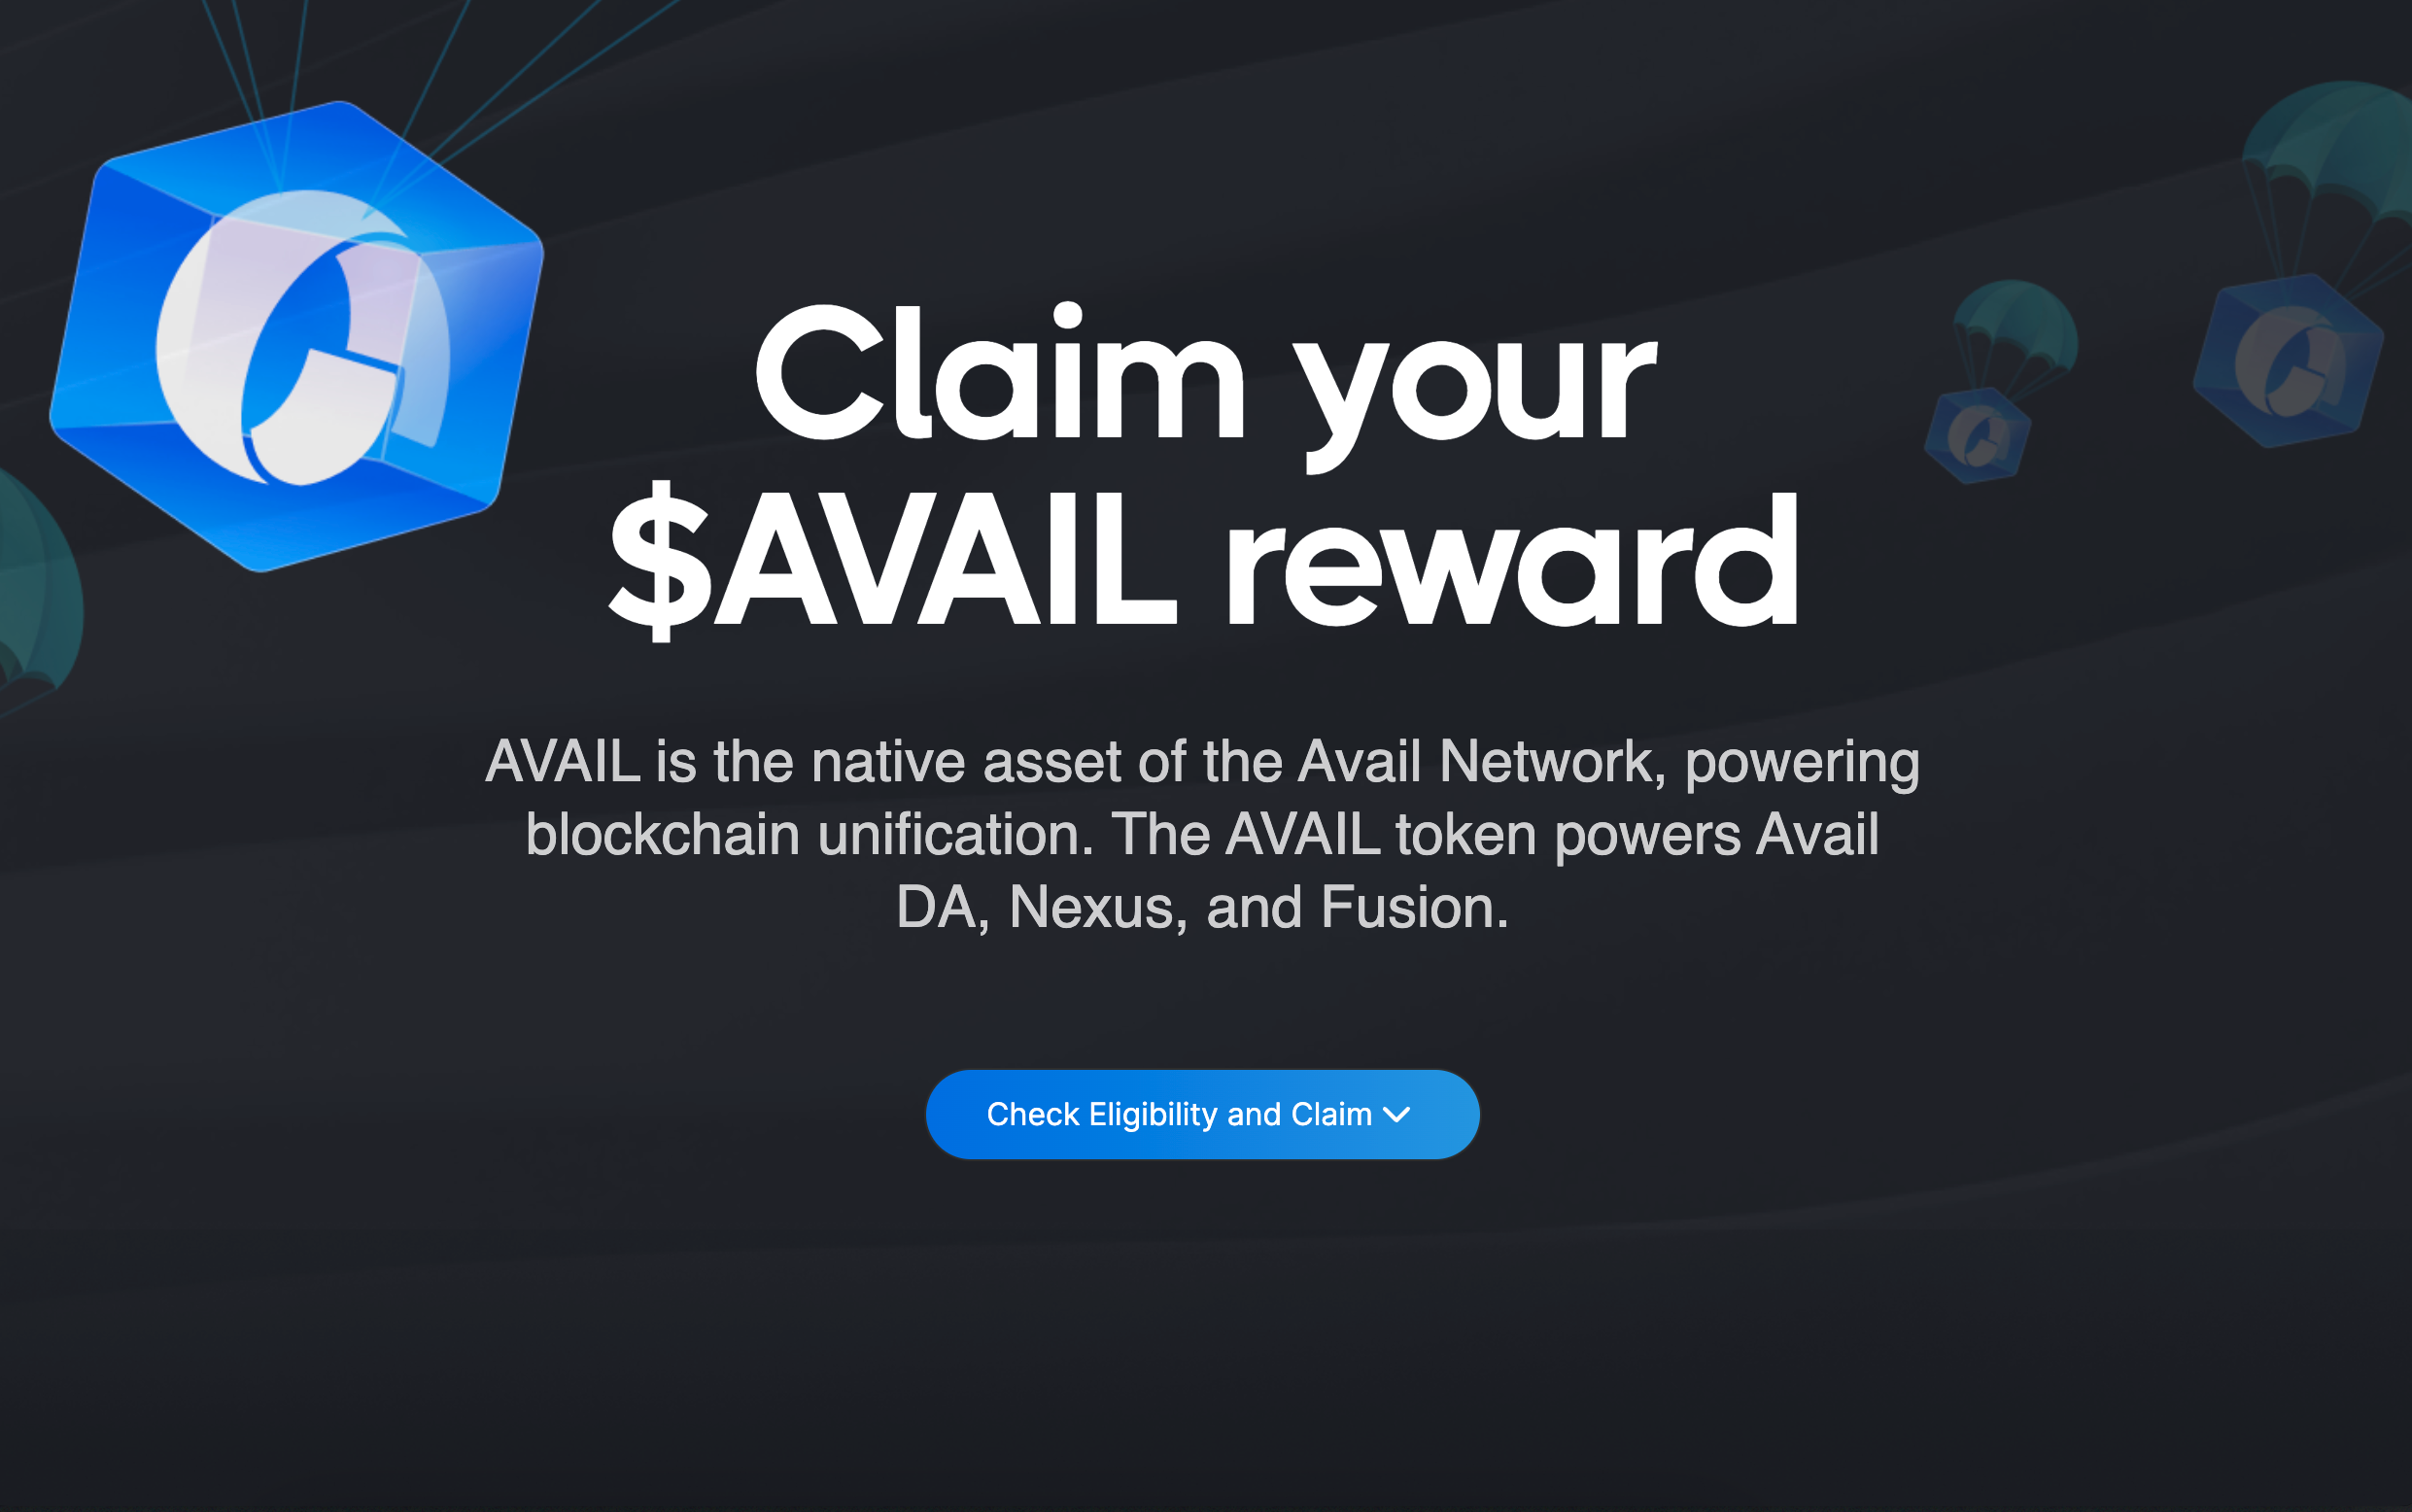 Claim your
$AVAIL reward
AVAIL is the native asset of the Avail Network, powering
blockchain unification. The AVAIL token powers Avail
DA, Nexus, and Fusion.
Check Eligibility and Claim